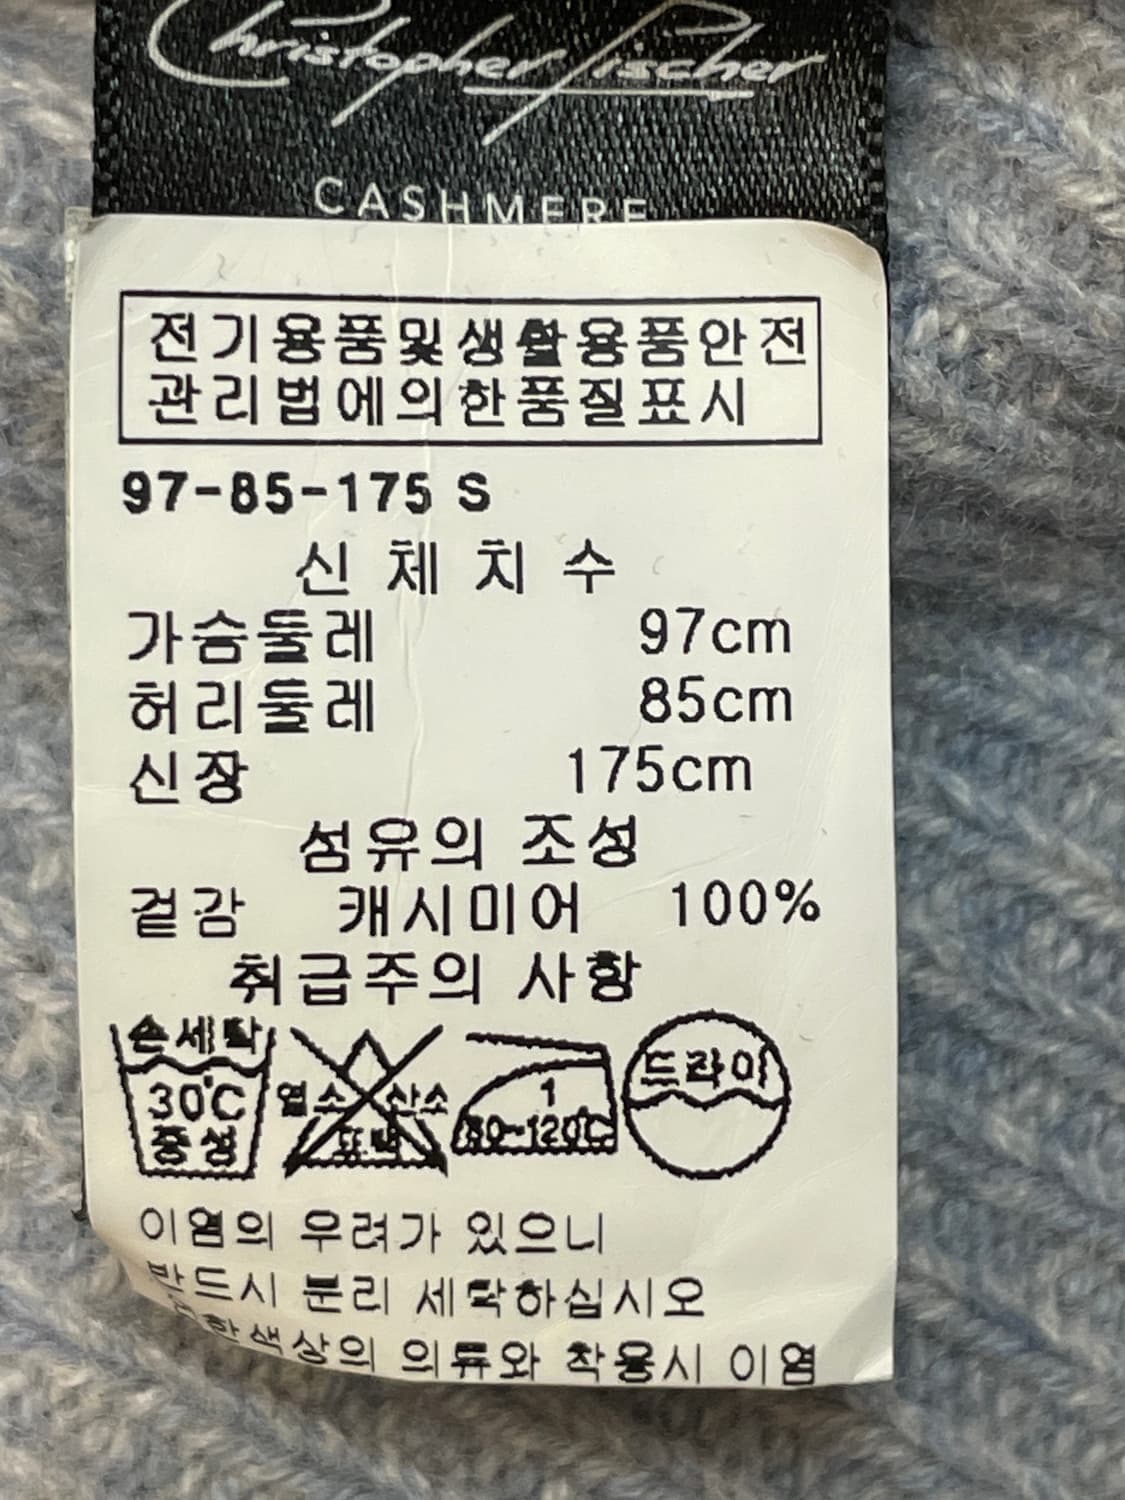 Christopher Fischer
CASHMERE
전기용품및생활용품안전
관리법에의한품질표시
97-85-175 S
신체치수
가슴둘레 97cm
허리둘레 85cm
신장 175cm
섬유의 조성
겉감 캐시미어 100%
취급주의 사항
손세탁
30°C
중성
염소 산소
표백
1
80~120°C
드라이
이염의 우려가 있으니
반드시 분리 세탁하십시오
한색상의 의류와 착용시 이염